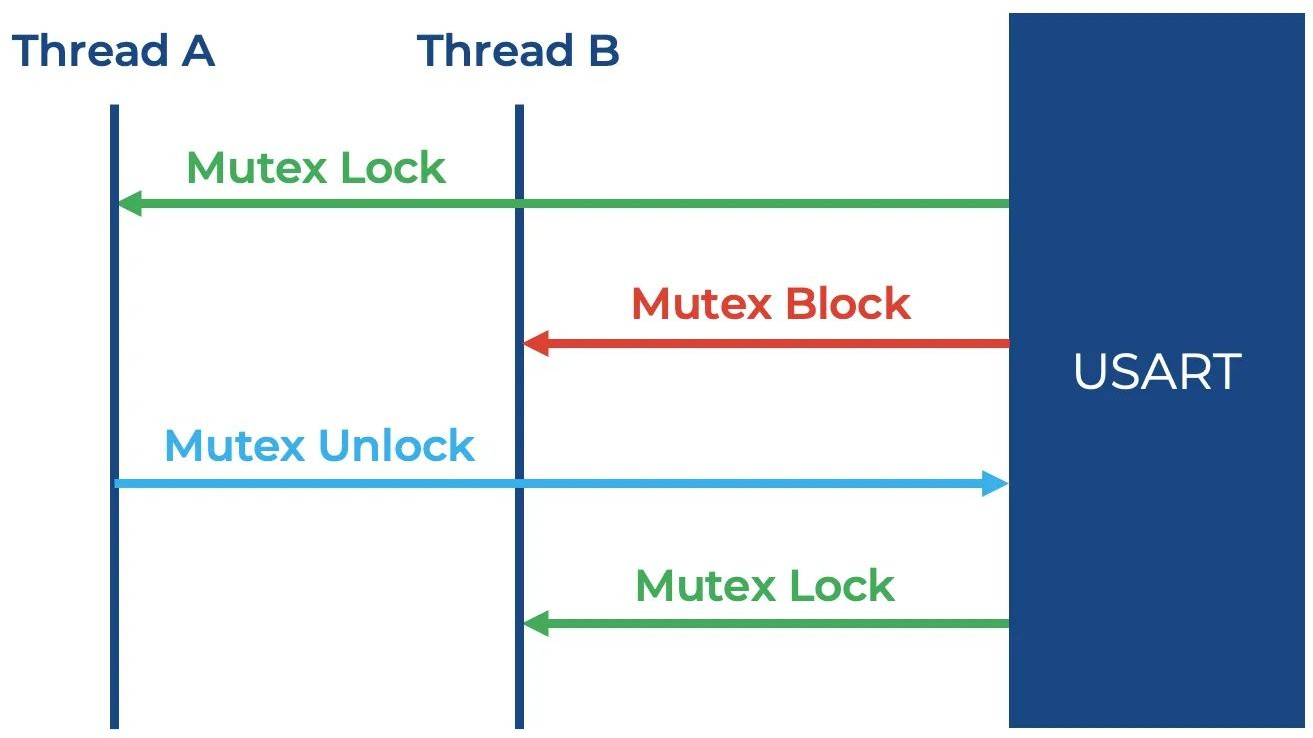 Thread A
Thread B
Mutex Lock
Mutex Block
USART
Mutex Unlock
Mutex Lock